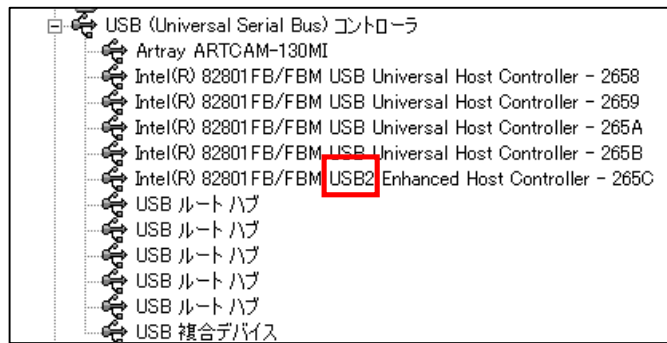 USB (Universal Serial Bus) コントローラ
Artray ARTCAM-130MI
Intel(R) 82801FB/FBM USB Universal Host Controller - 2658
Intel(R) 82801FB/FBM USB Universal Host Controller - 2659
Intel(R) 82801FB/FBM USB Universal Host Controller - 265A
Intel(R) 82801FB/FBM USB Universal Host Controller - 265B
Intel(R) 82801FB/FBM USB2 Enhanced Host Controller - 265C
USB ルート ハブ
USB ルート ハブ
USB ルート ハブ
USB ルート ハブ
USB ルート ハブ
USB 複合デバイス